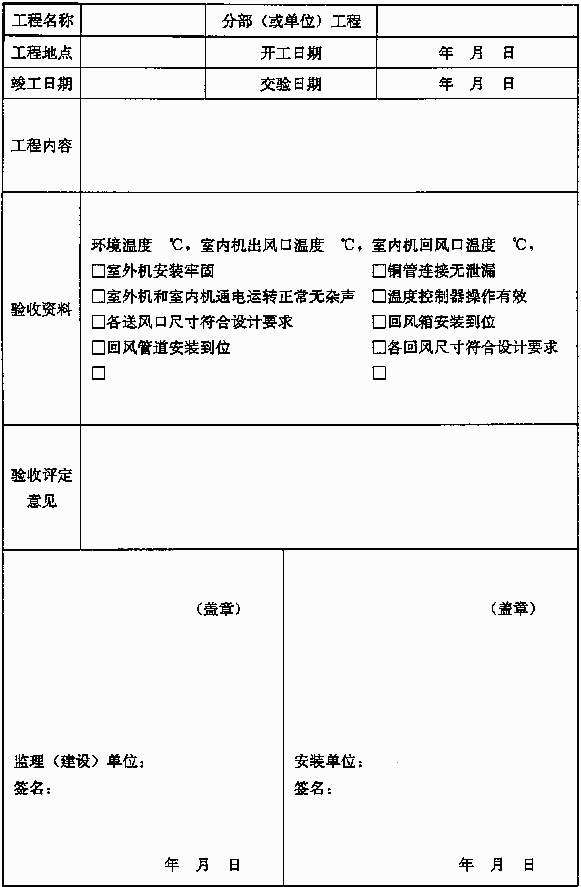 工程名称 分部（或单位）工程
工程地点 开工日期 年 月 日
竣工日期 交验日期 年 月 日
工程内容
验收资料
环境温度 ℃，室内机出风口温度 ℃，室内机回风口温度 ℃，
□室外机安装牢固 □铜管连接无泄漏
□室外机和室内机通电运转正常无杂声 □温度控制器操作有效
□各送风口尺寸符合设计要求 □回风箱安装到位
□回风管道安装到位 □各回风尺寸符合设计要求
□ □
验收评定
意见
（盖章） （盖章）
监理（建设）单位： 安装单位：
签名： 签名：
年 月 日 年 月 日